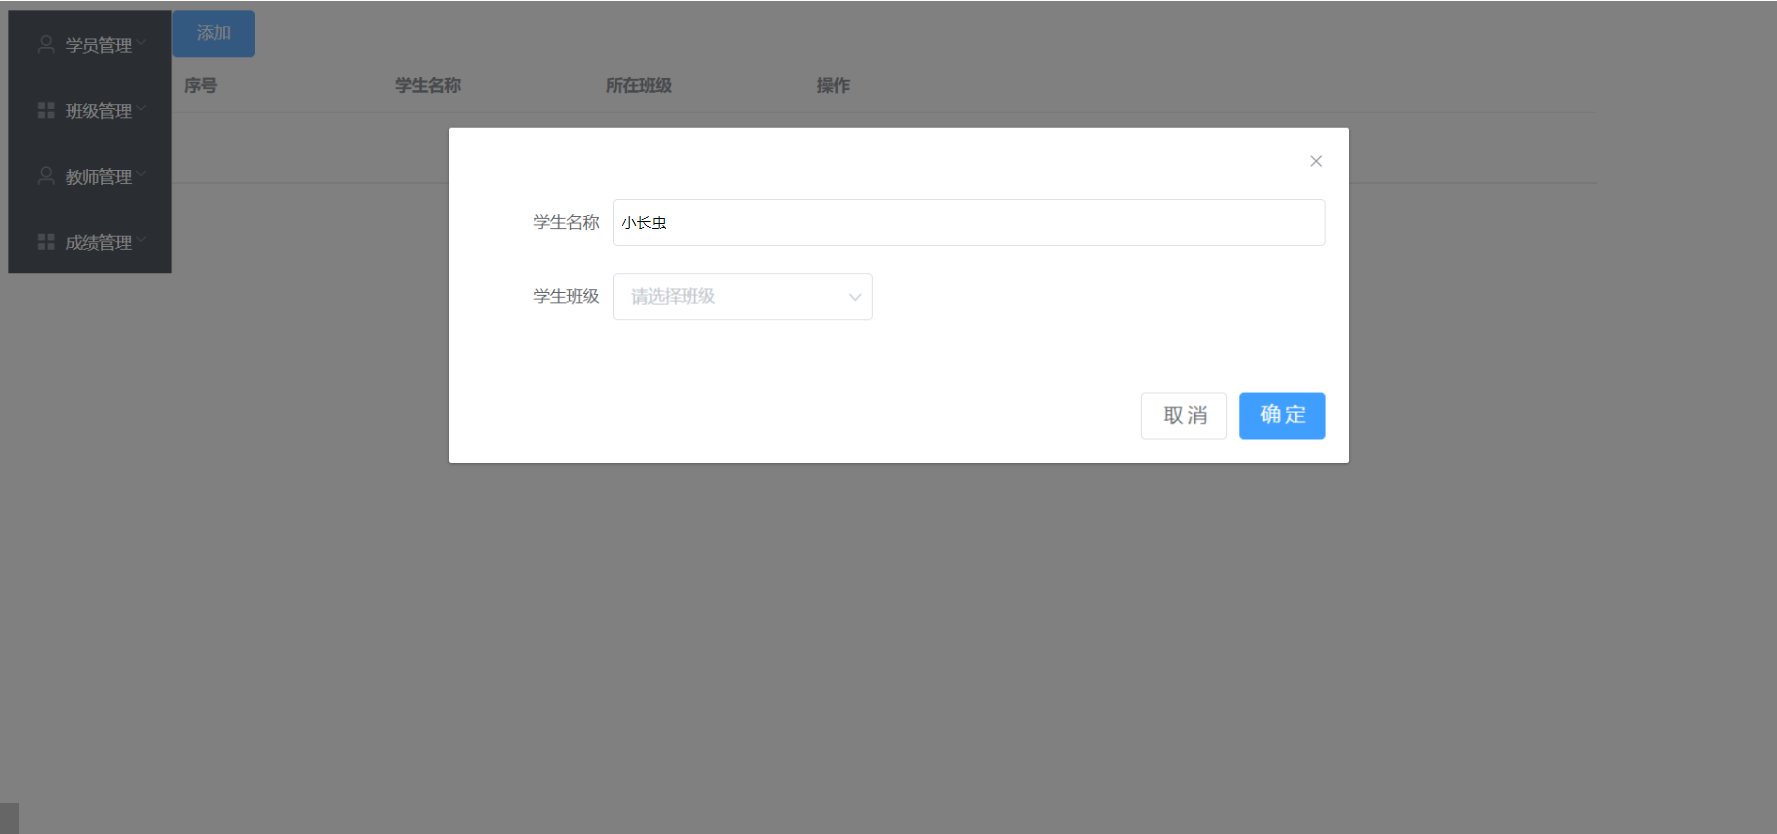 学员管理
添加
序号 学生名称 所在班级 操作
班级管理
教师管理
成绩管理
学生名称 小长虫
学生班级 请选择班级
取消 确定